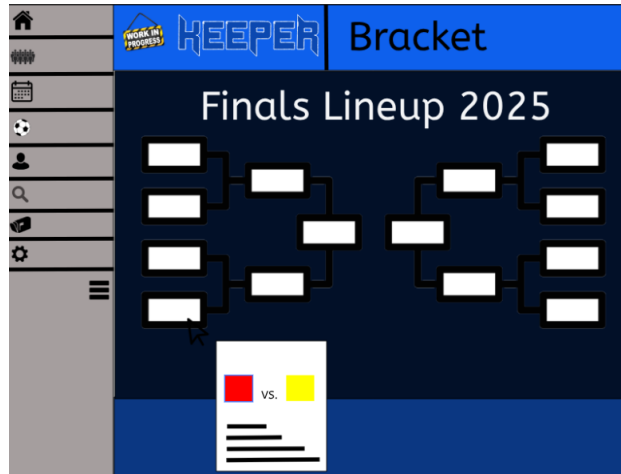 WORK IN
PROGRESS
KEEPER
Bracket
Finals Lineup 2025
vs.